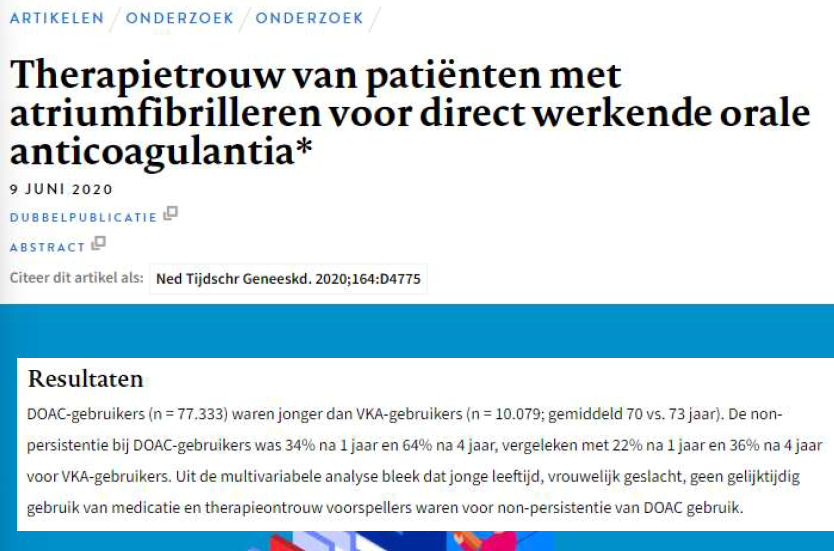 ARTIKELEN / ONDERZOEK / ONDERZOEK /
Therapietrouw van patiënten met
atriumfibrilleren voor direct werkende orale
anticoagulantia*
9 JUNI 2020
DUBBELPUBLICATIE
ABSTRACT
Citeer dit artikel als: Ned Tijdschr Geneeskd. 2020;164:D4775
Resultaten
DOAC-gebruikers (n = 77.333) waren jonger dan VKA-gebruikers (n = 10.079; gemiddeld 70 vs. 73 jaar). De non-
persistentie bij DOAC-gebruikers was 34% na 1 jaar en 64% na 4 jaar, vergeleken met 22% na 1 jaar en 36% na 4 jaar
voor VKA-gebruikers. Uit de multivariabele analyse bleek dat jonge leeftijd, vrouwelijk geslacht, geen gelijktijdig
gebruik van medicatie en therapieontrouw voorspellers waren voor non-persistentie van DOAC gebruik.